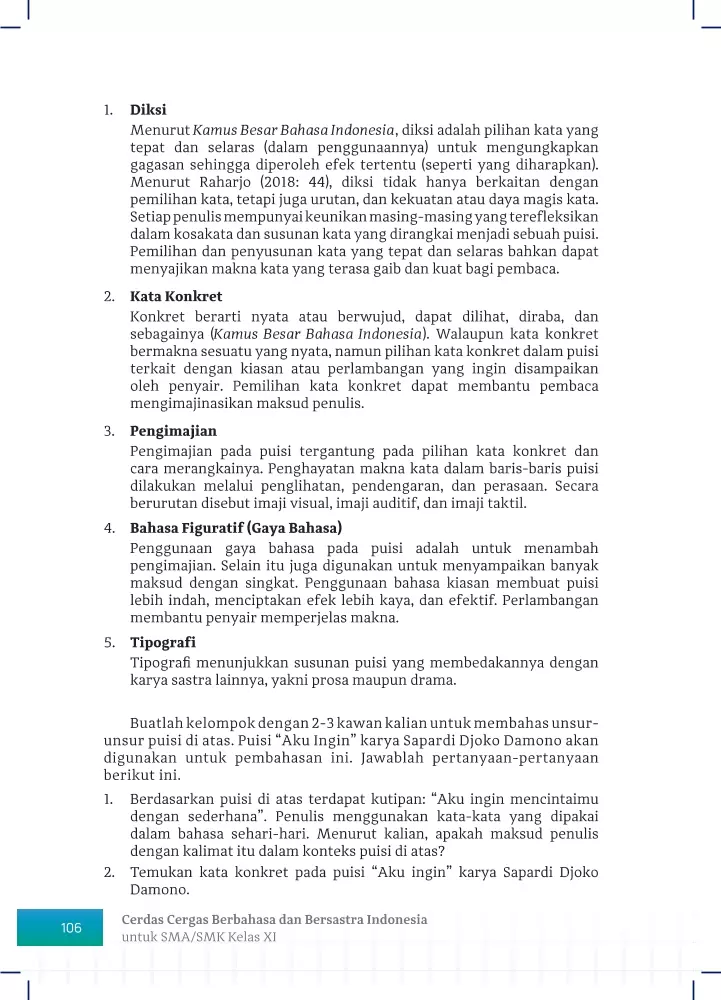 1. Diksi
Menurut Kamus Besar Bahasa Indonesia, diksi adalah pilihan kata yang
tepat dan selaras (dalam penggunaannya) untuk mengungkapkan
gagasan sehingga diperoleh efek tertentu (seperti yang diharapkan).
Menurut Raharjo (2018: 44), diksi tidak hanya berkaitan dengan
pemilihan kata, tetapi juga urutan, dan kekuatan atau daya magis kata.
Setiap penulis mempunyai keunikan masing-masing yang terefleksikan
dalam kosakata dan susunan kata yang dirangkai menjadi sebuah puisi.
Pemilihan dan penyusunan kata yang tepat dan selaras bahkan dapat
menyajikan makna kata yang terasa gaib dan kuat bagi pembaca.
2. Kata Konkret
Konkret berarti nyata atau berwujud, dapat dilihat, diraba, dan
sebagainya (Kamus Besar Bahasa Indonesia). Walaupun kata konkret
bermakna sesuatu yang nyata, namun pilihan kata konkret dalam puisi
terkait dengan kiasan atau perlambangan yang ingin disampaikan
oleh penyair. Pemilihan kata konkret dapat membantu pembaca
mengimajinasikan maksud penulis.
3. Pengimajian
Pengimajian pada puisi tergantung pada pilihan kata konkret dan
cara merangkainya. Penghayatan makna kata dalam baris-baris puisi
dilakukan melalui penglihatan, pendengaran, dan perasaan. Secara
berurutan disebut imaji visual, imaji auditif, dan imaji taktil.
4. Bahasa Figuratif (Gaya Bahasa)
Penggunaan gaya bahasa pada puisi adalah untuk menambah
pengimajian. Selain itu juga digunakan untuk menyampaikan banyak
maksud dengan singkat. Penggunaan bahasa kiasan membuat puisi
lebih indah, menciptakan efek lebih kaya, dan efektif. Perlambangan
membantu penyair memperjelas makna.
5. Tipografi
Tipografi menunjukkan susunan puisi yang membedakannya dengan
karya sastra lainnya, yakni prosa maupun drama.
Buatlah kelompok dengan 2-3 kawan kalian untuk membahas unsur-
unsur puisi di atas. Puisi “Aku Ingin” karya Sapardi Djoko Damono akan
digunakan untuk pembahasan ini. Jawablah pertanyaan-pertanyaan
berikut ini.
1. Berdasarkan puisi di atas terdapat kutipan: “Aku ingin mencintaimu
dengan sederhana”. Penulis menggunakan kata-kata yang dipakai
dalam bahasa sehari-hari. Menurut kalian, apakah maksud penulis
dengan kalimat itu dalam konteks puisi di atas?
2. Temukan kata konkret pada puisi “Aku ingin” karya Sapardi Djoko
Damono.
106
Cerdas Cergas Berbahasa dan Bersastra Indonesia
untuk SMA/SMK Kelas XI